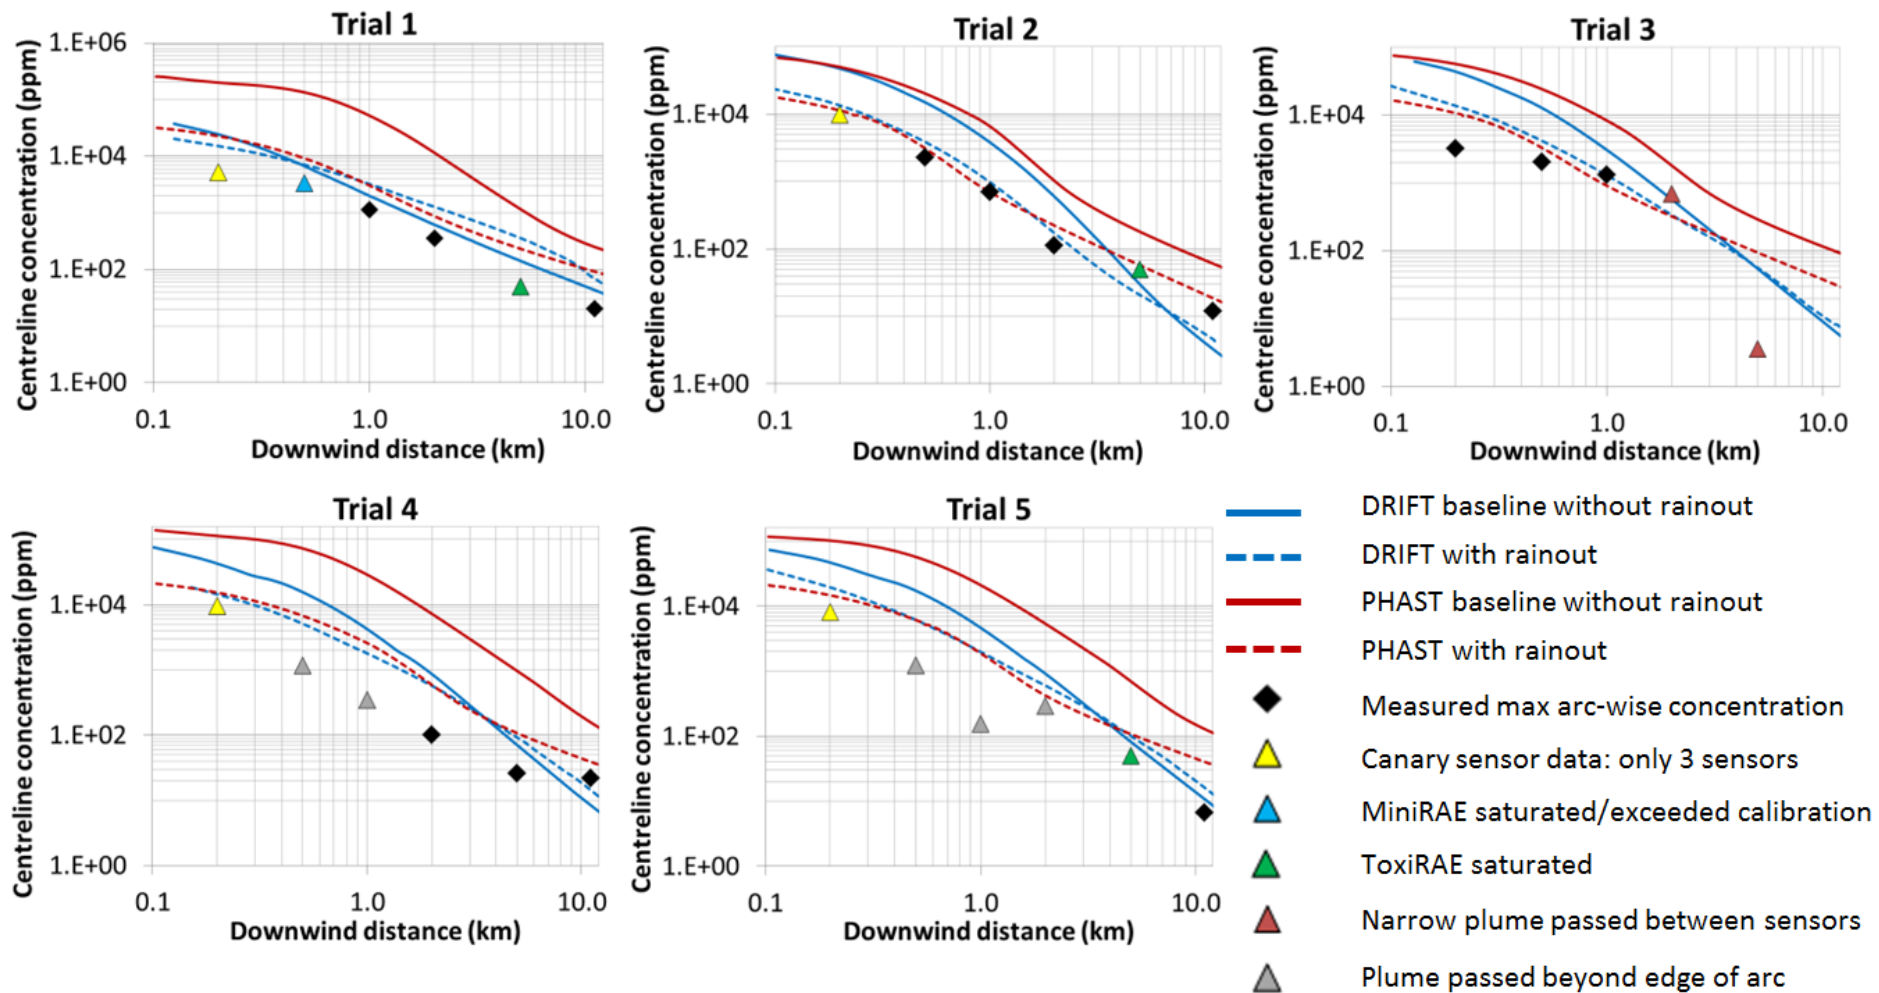 Trial 1
Centreline concentration (ppm)
1.E+06
1.E+04
1.E+02
1.E+00
0.1
1.0
10.0
Downwind distance (km)
Trial 2
Centreline concentration (ppm)
1.E+04
1.E+02
1.E+00
0.1
1.0
10.0
Downwind distance (km)
Trial 3
Centreline concentration (ppm)
1.E+04
1.E+02
1.E+00
0.1
1.0
10.0
Downwind distance (km)
Trial 4
Centreline concentration (ppm)
1.E+04
1.E+02
1.E+00
0.1
1.0
10.0
Downwind distance (km)
Trial 5
Centreline concentration (ppm)
1.E+04
1.E+02
1.E+00
0.1
1.0
10.0
Downwind distance (km)
DRIFT baseline without rainout
DRIFT with rainout
PHAST baseline without rainout
PHAST with rainout
Measured max arc-wise concentration
Canary sensor data: only 3 sensors
MiniRAE saturated/exceeded calibration
ToxiRAE saturated
Narrow plume passed between sensors
Plume passed beyond edge of arc